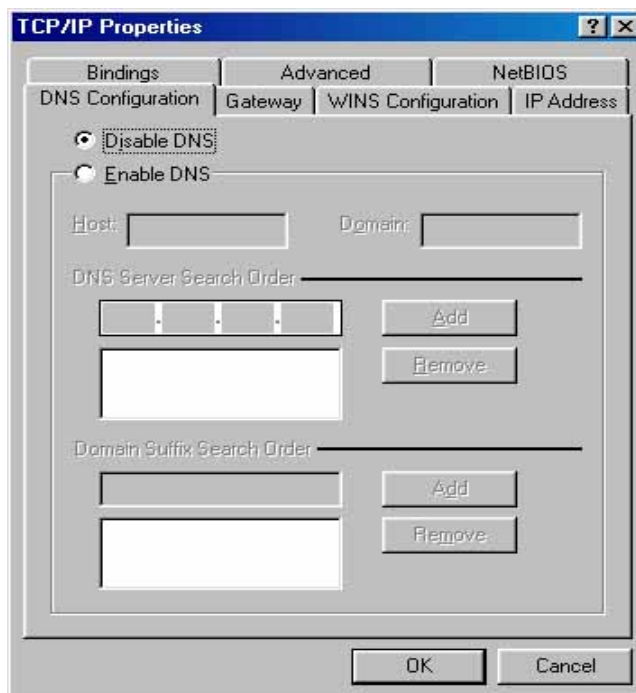 TCP/IP Properties
Bindings Advanced NetBIOS
DNS Configuration Gateway WINS Configuration IP Address
Disable DNS
Enable DNS
Host: Domain:
DNS Server Search Order
. . . Add
Remove
Domain Suffix Search Order
Add
Remove
OK Cancel